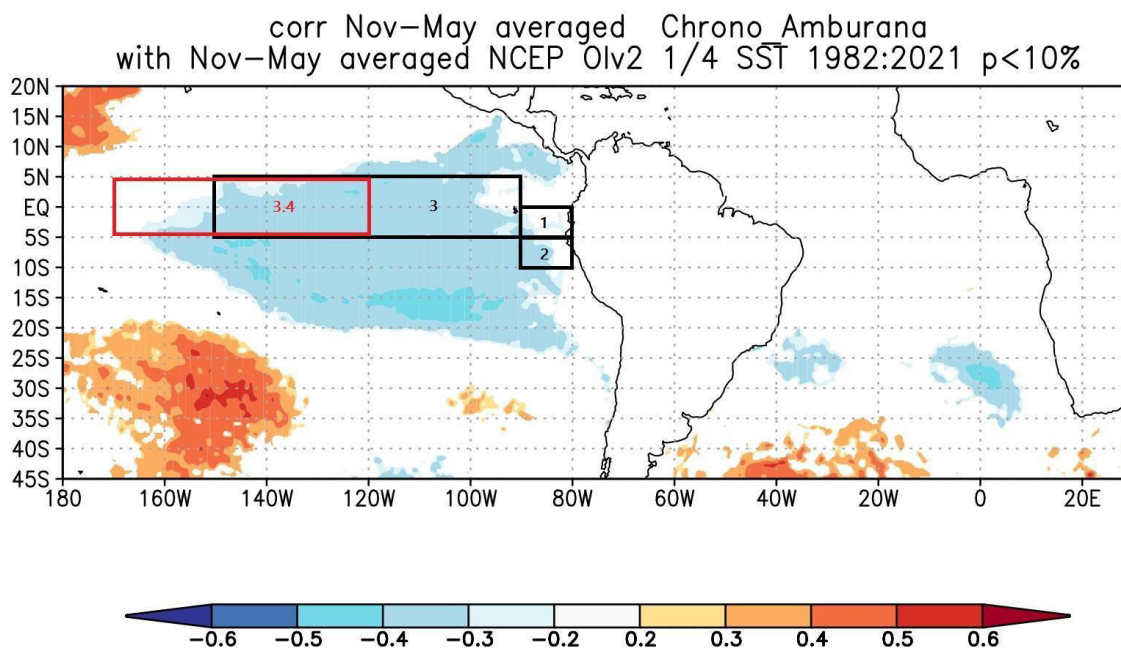 corr Nov-May averaged Chrono_Amburana
with Nov-May averaged NCEP OIv2 1/4 SST 1982:2021 p<10%
20N
15N
10N
5N
EQ
5S
10S
15S
20S
25S
30S
35S
40S
45S
3.4
3
1
2
180 160W 140W 120W 100W 80W 60W 40W 20W 0 20E
-0.6 -0.5 -0.4 -0.3 -0.2 0.2 0.3 0.4 0.5 0.6